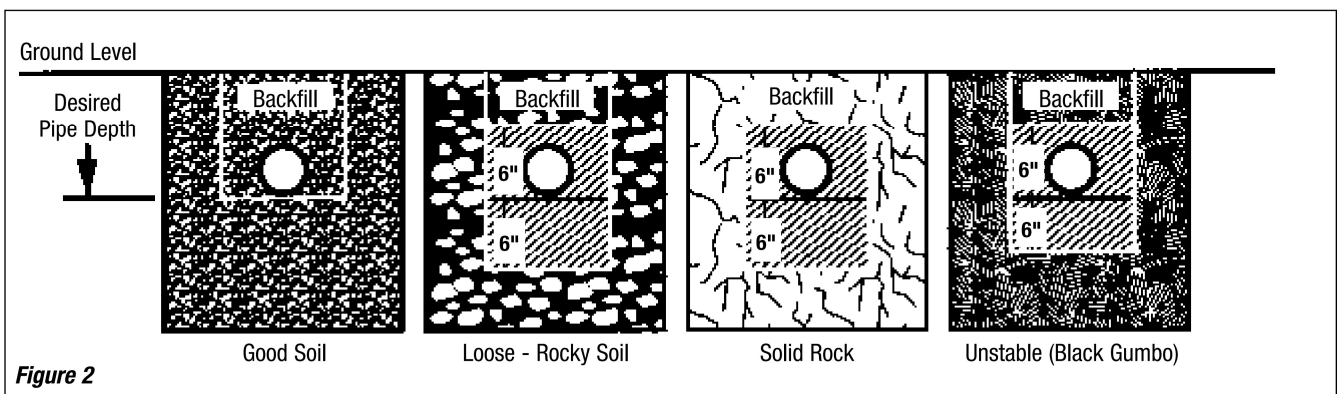 Ground Level
Desired
Pipe Depth
Backfill
Backfill
Backfill
Backfill
6"
6"
6"
6"
6"
6"
Good Soil
Loose - Rocky Soil
Solid Rock
Unstable (Black Gumbo)
Figure 2